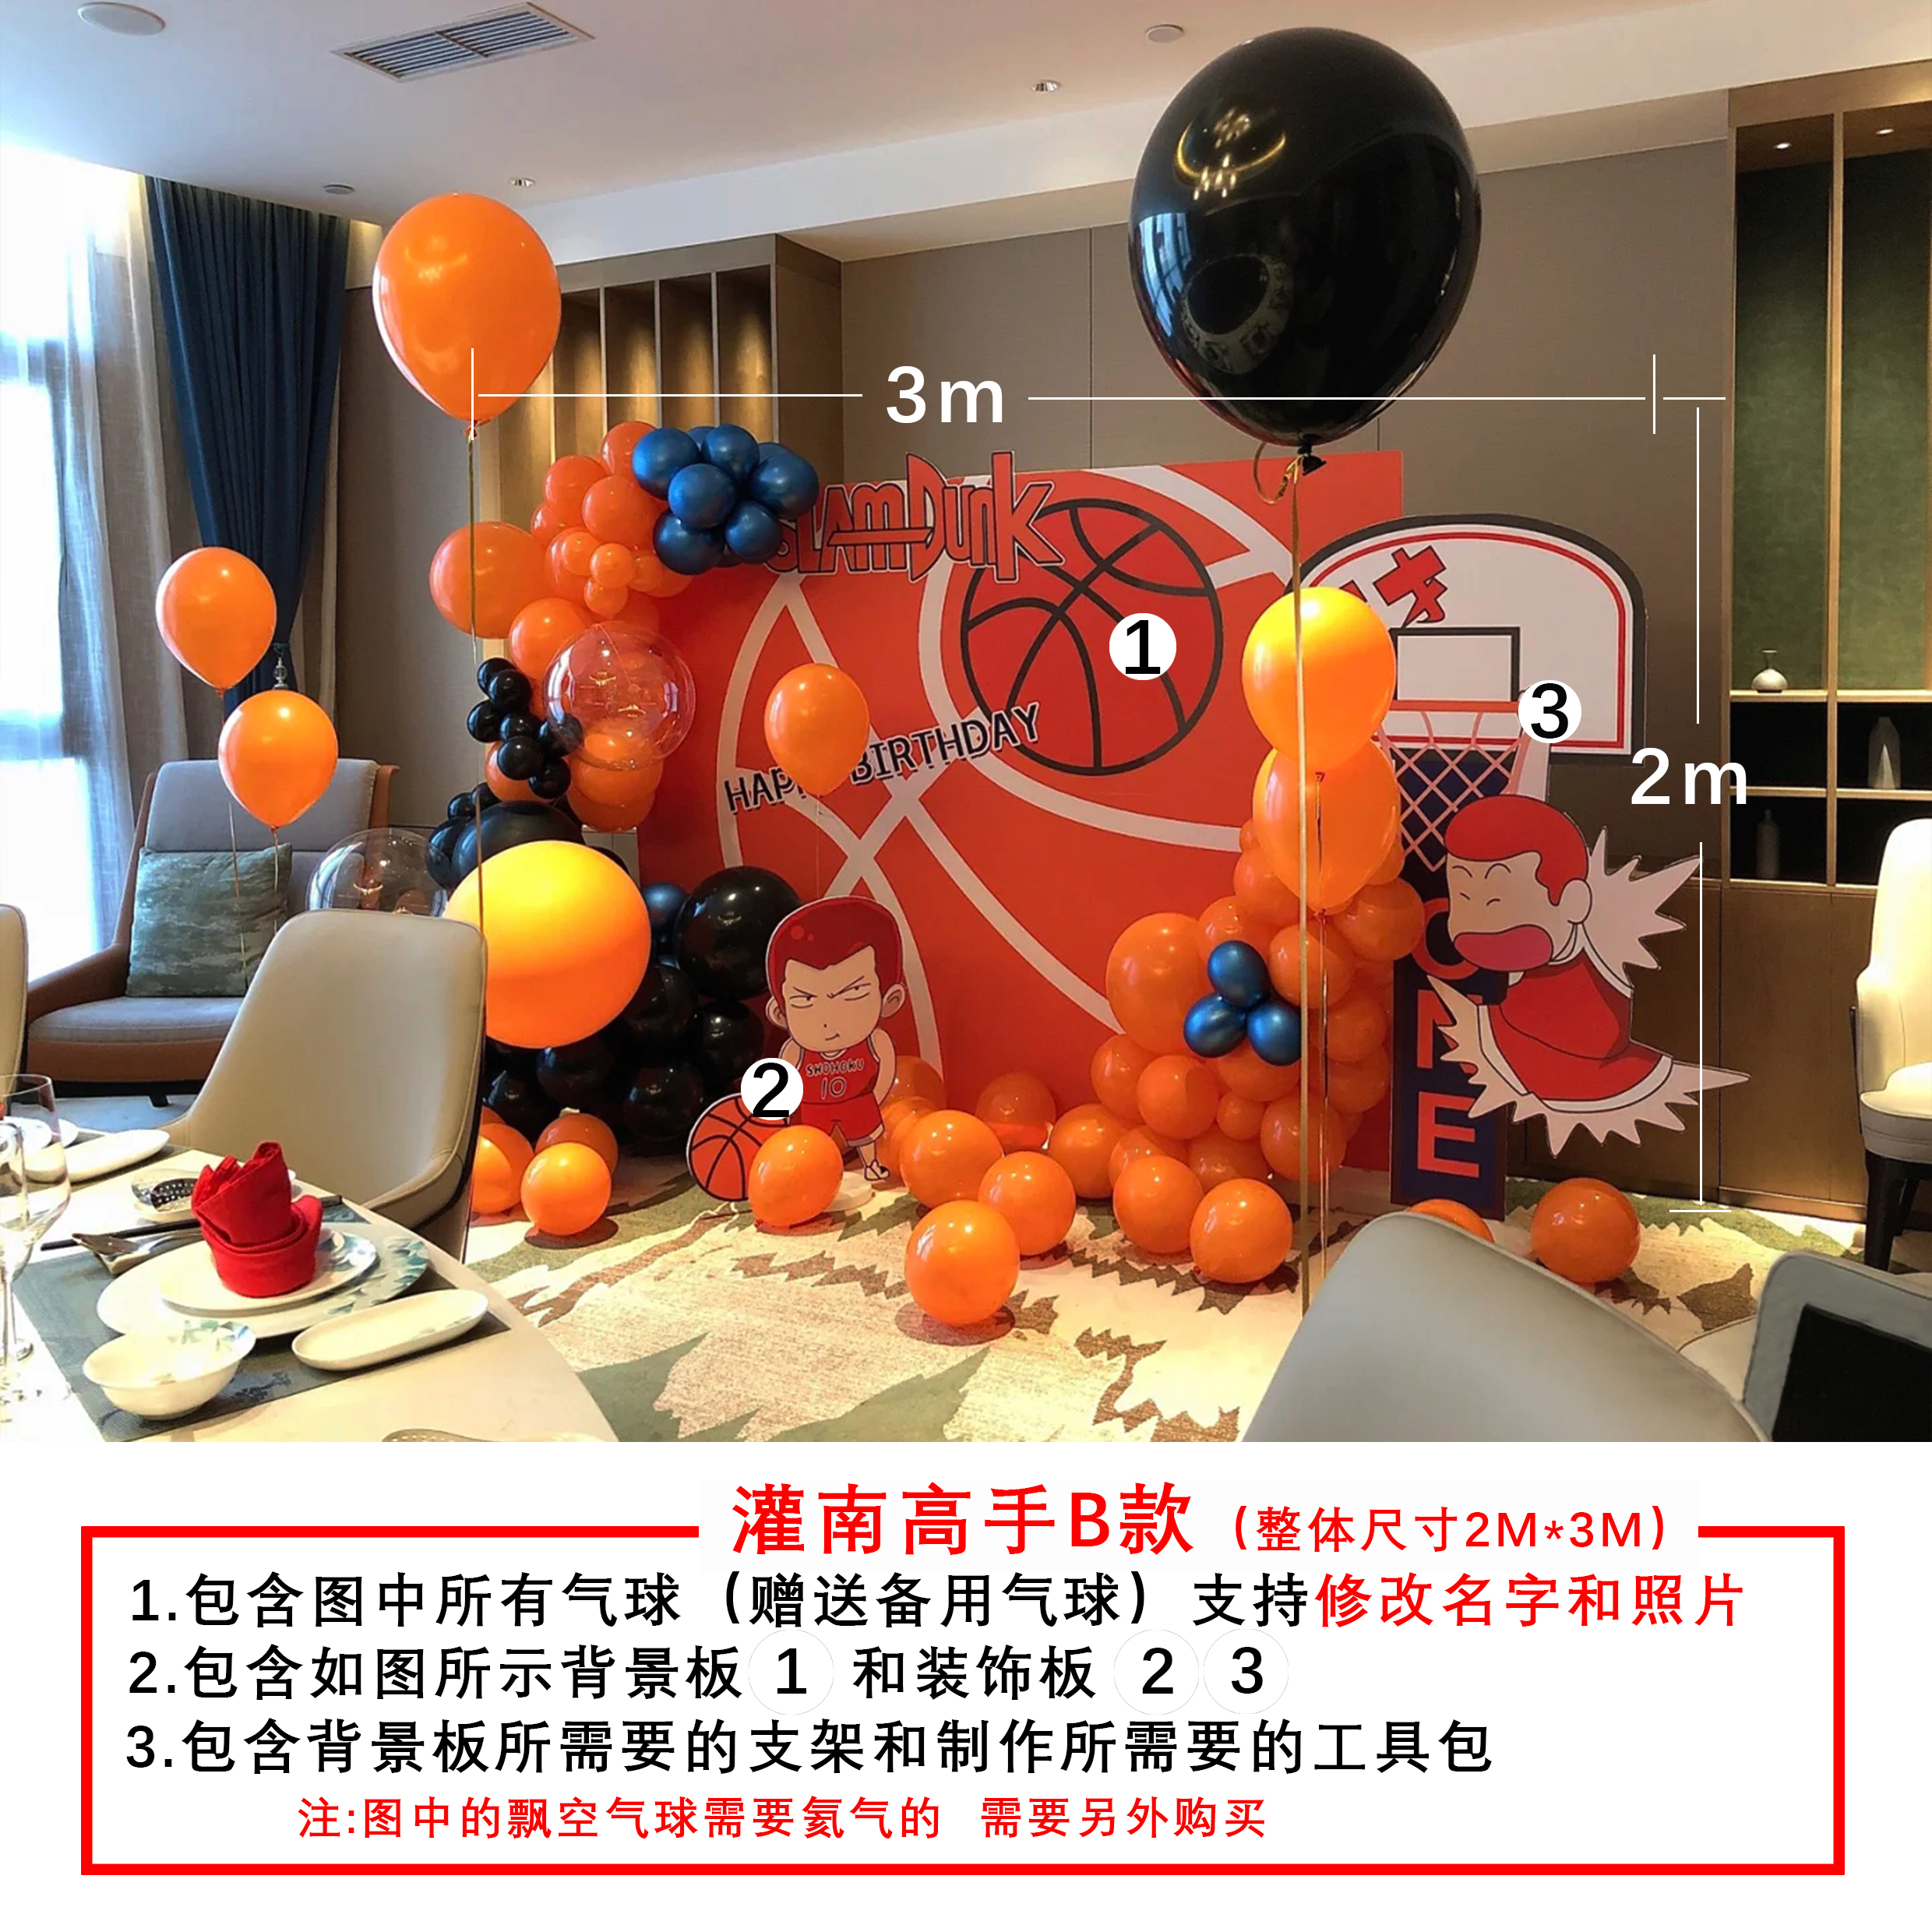 3m
SLAM DUNK
1
HAPPY BIRTHDAY
3
2m
SHOHOKU
10
2
ONE
灌南高手B款（整体尺寸2M*3M）
1.包含图中所有气球（赠送备用气球）支持修改名字和照片
2.包含如图所示背景板 1 和装饰板 2 3
3.包含背景板所需要的支架和制作所需要的工具包
注:图中的飘空气球需要氦气的 需要另外购买